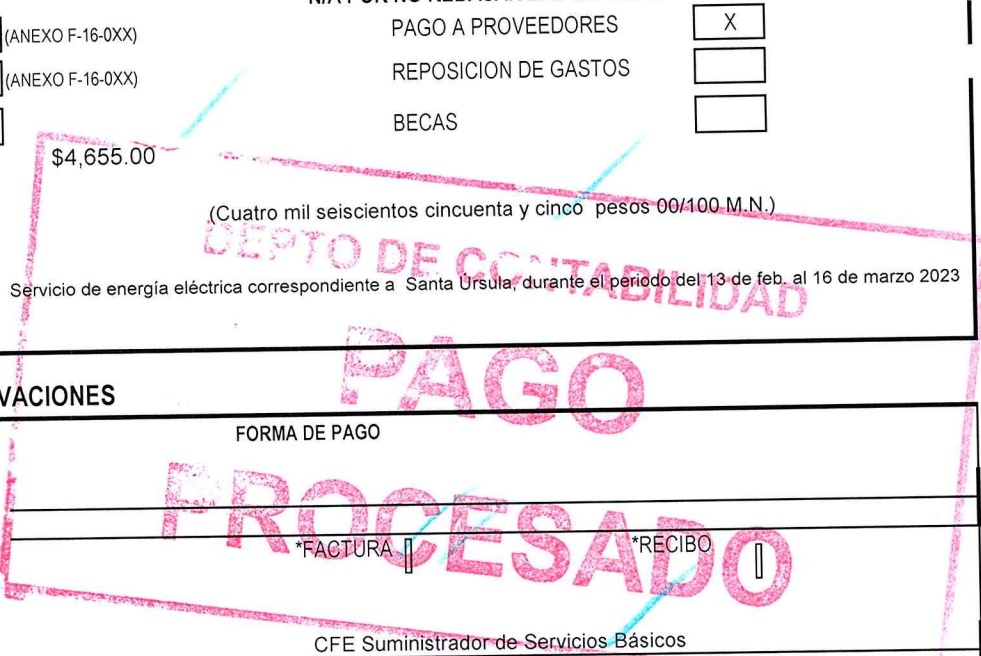 (ANEXO F-16-0XX)
PAGO A PROVEEDORES X
(ANEXO F-16-0XX)
REPOSICION DE GASTOS
BECAS
$4,655.00
(Cuatro mil seiscientos cincuenta y cinco pesos 00/100 M.N.)
DEPTO DE CONTABILIDAD
Servicio de energía eléctrica correspondiente a Santa Úrsula, durante el periodo del 13 de feb. al 16 de marzo 2023
PAGO
VACIONES
FORMA DE PAGO
PROCESADO
*FACTURA
*RECIBO
CFE Suministrador de Servicios Básicos